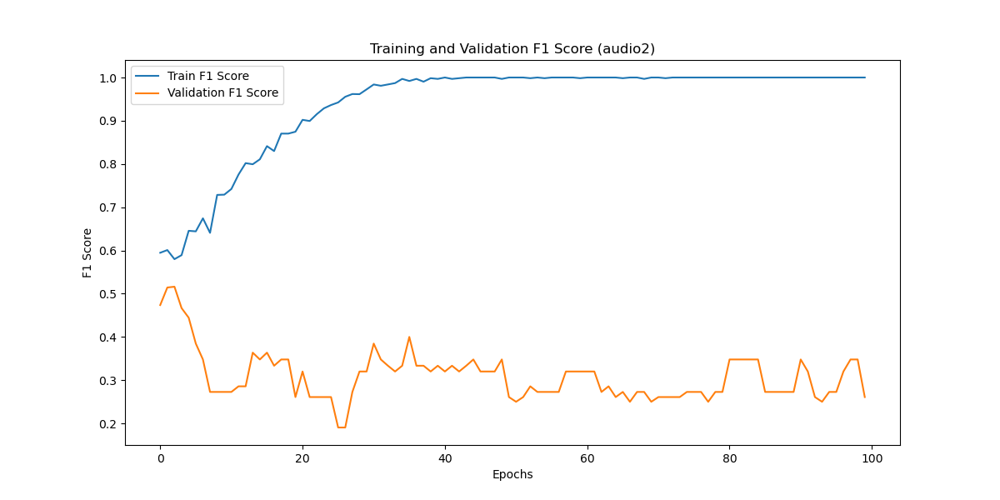 Training and Validation F1 Score (audio2)
Train F1 Score
Validation F1 Score
1.0
0.9
0.8
0.7
0.6
0.5
0.4
0.3
0.2
F1 Score
0 20 40 60 80 100
Epochs